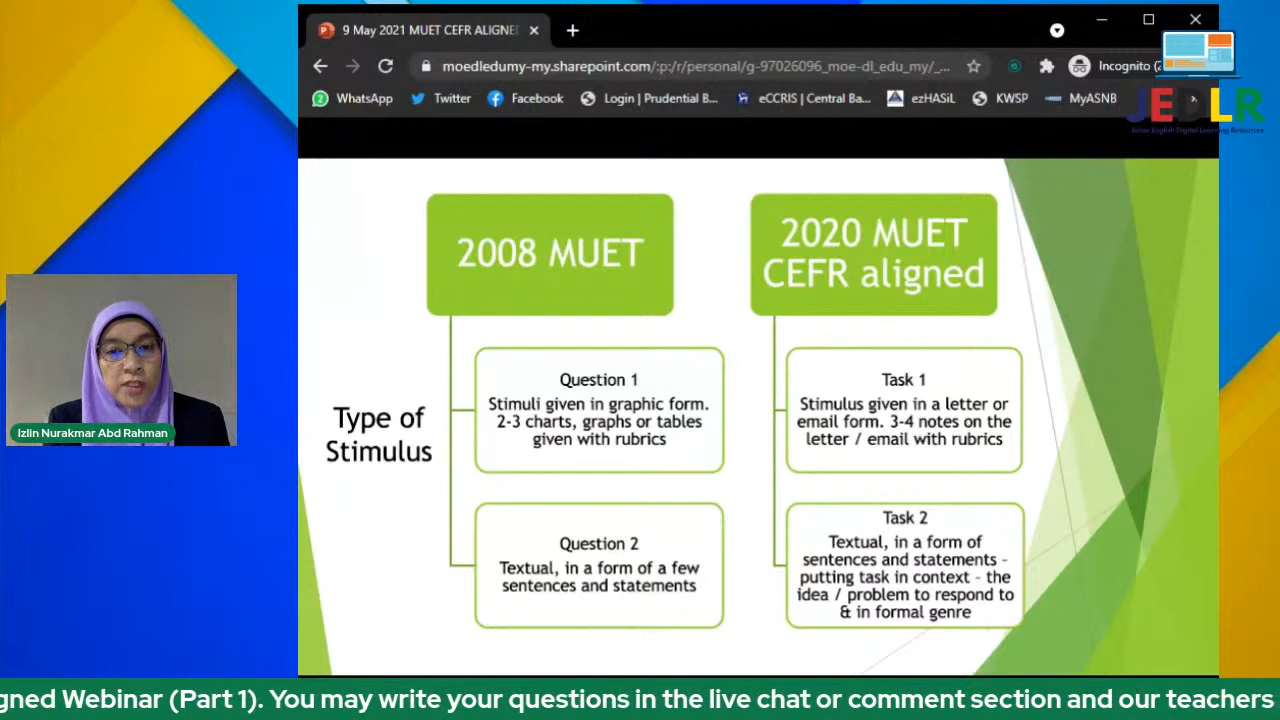 9 May 2021 MUET CEFR ALIGNE
moedledumy-my.sharepoint.com/:p:/r/personal/g-97026096_moe-dl_edu_my/_...
Incognito (2
WhatsApp
Twitter
Facebook
Login | Prudential B...
eCCRIS | Central Ba...
ezHASiL
KWSP
MyASNB
JEDLR
Johor English Digital Learning Resources
2008 MUET
2020 MUET
CEFR aligned
Type of
Stimulus
Question 1
Stimuli given in graphic form.
2-3 charts, graphs or tables
given with rubrics
Task 1
Stimulus given in a letter or
email form. 3-4 notes on the
letter / email with rubrics
Question 2
Textual, in a form of a few
sentences and statements
Task 2
Textual, in a form of
sentences and statements -
putting task in context - the
idea / problem to respond to
& in formal genre
Izlin Nurakmar Abd Rahman
gned Webinar (Part 1). You may write your questions in the live chat or comment section and our teachers